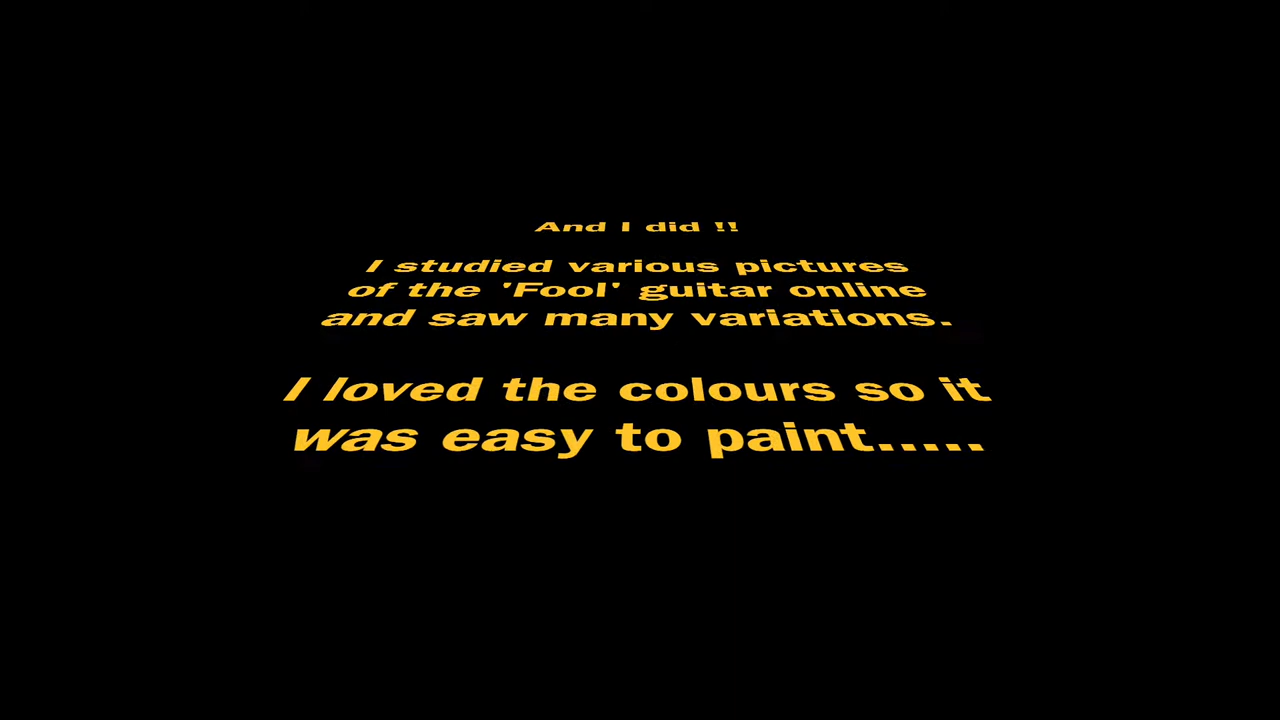 And I did !!
I studied various pictures
of the 'Fool' guitar online
and saw many variations.
I loved the colours so it
was easy to paint.....